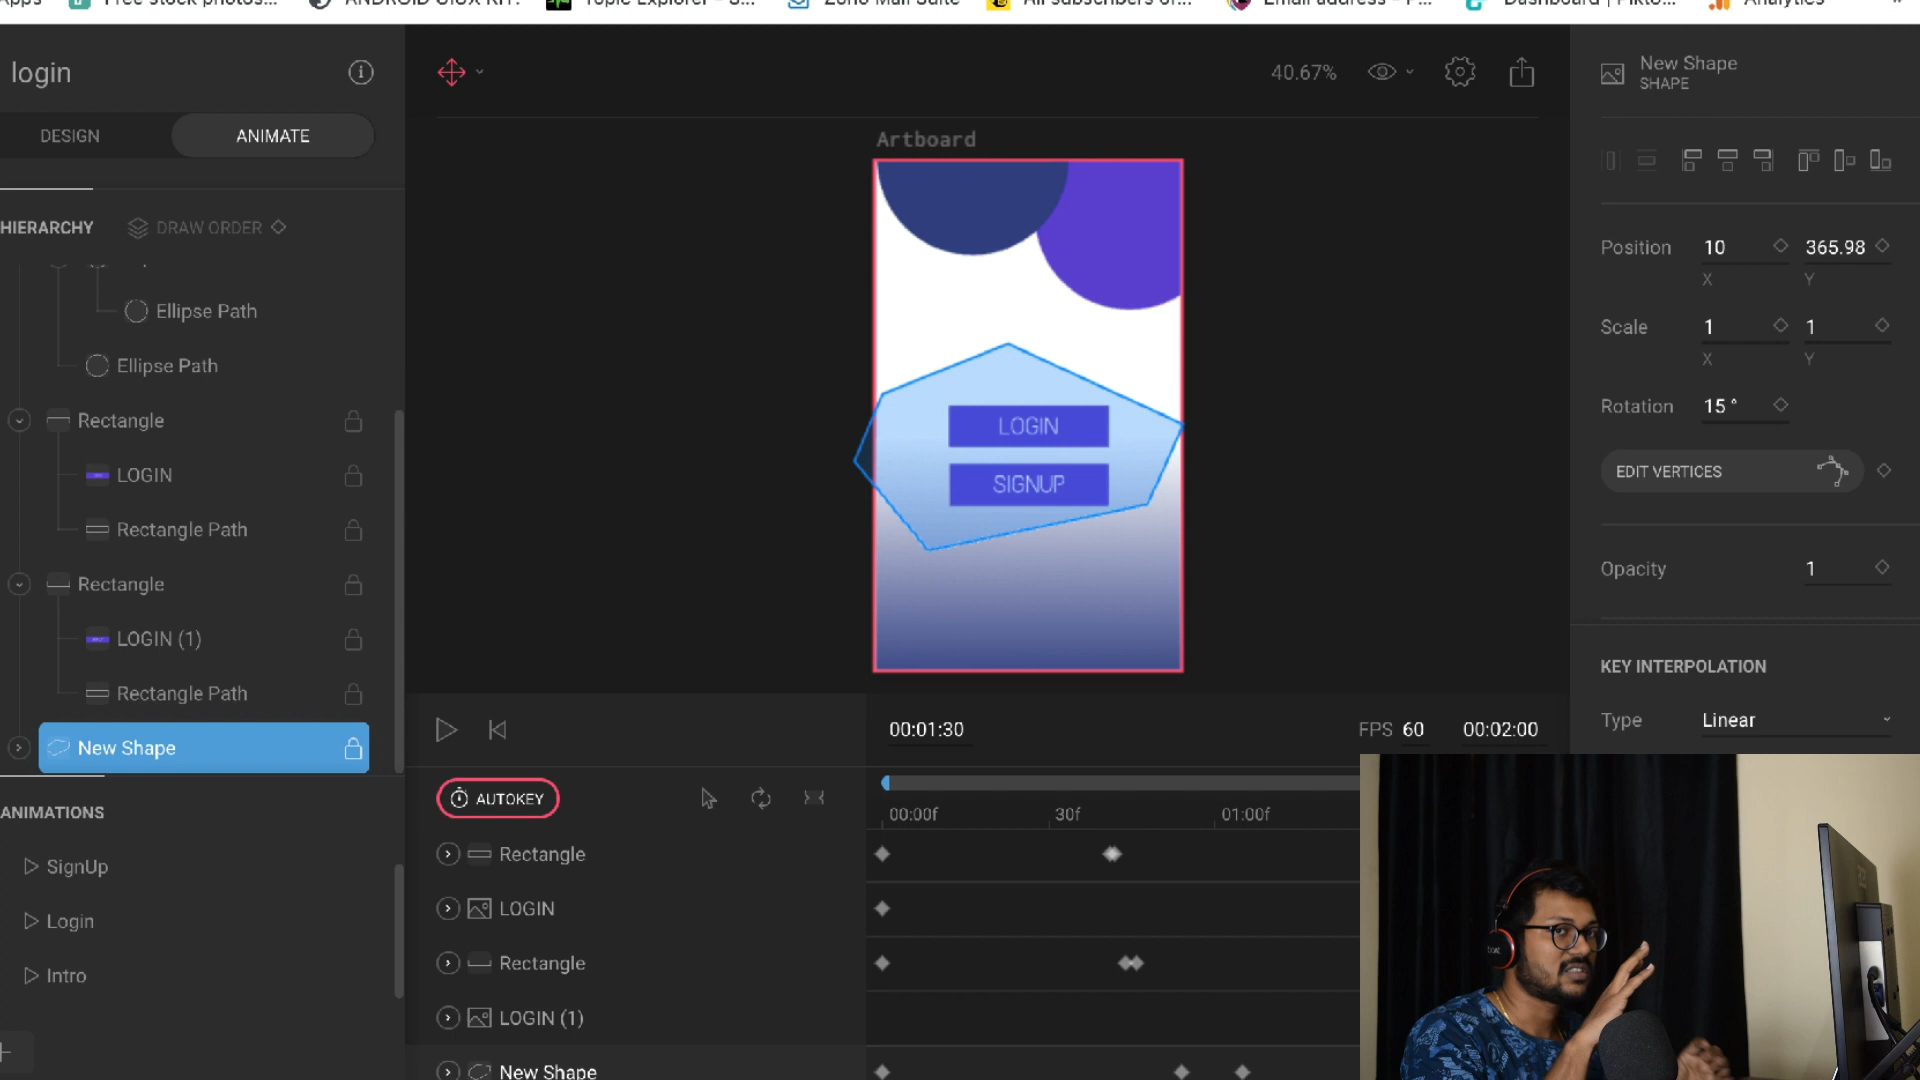 login
DESIGN
ANIMATE
HIERARCHY
DRAW ORDER
Ellipse Path
Ellipse Path
Rectangle
LOGIN
Rectangle Path
Rectangle
LOGIN (1)
Rectangle Path
New Shape
ANIMATIONS
SignUp
Login
Intro
40.67%
Artboard
LOGIN
SIGNUP
00:01:30
FPS 60
00:02:00
AUTOKEY
00:00f
30f
01:00f
Rectangle
LOGIN
Rectangle
LOGIN (1)
New Shape
New Shape
SHAPE
Position 10 365.98
X Y
Scale 1 1
X Y
Rotation 15°
EDIT VERTICES
Opacity 1
KEY INTERPOLATION
Type Linear